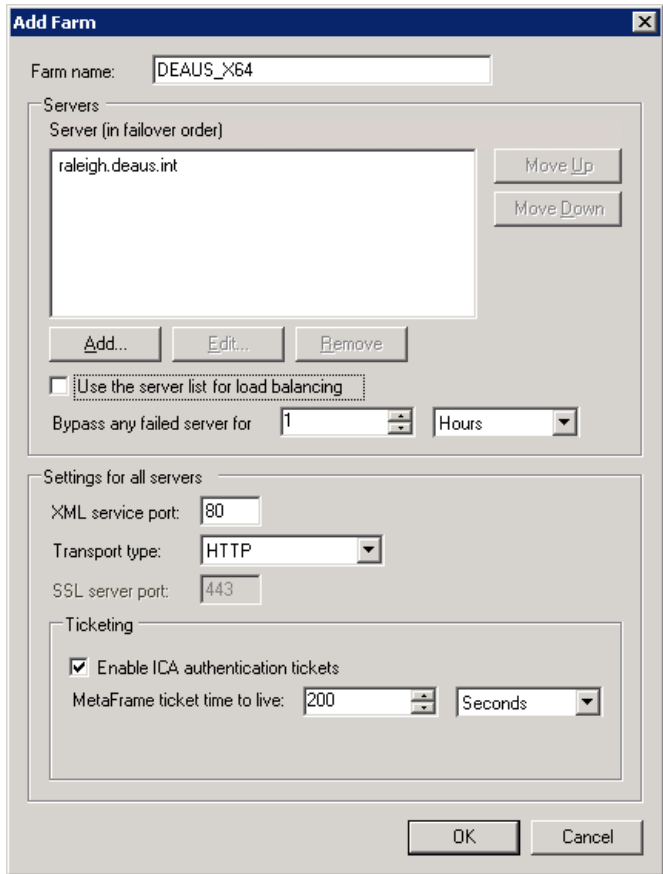 Add Farm
Farm name: DEAUS_X64
Servers
Server (in failover order)
raleigh.deaus.int
Move Up
Move Down
Add... Edit... Remove
Use the server list for load balancing
Bypass any failed server for 1 Hours
Settings for all servers
XML service port: 80
Transport type: HTTP
SSL server port: 443
Ticketing
Enable ICA authentication tickets
MetaFrame ticket time to live: 200 Seconds
OK Cancel